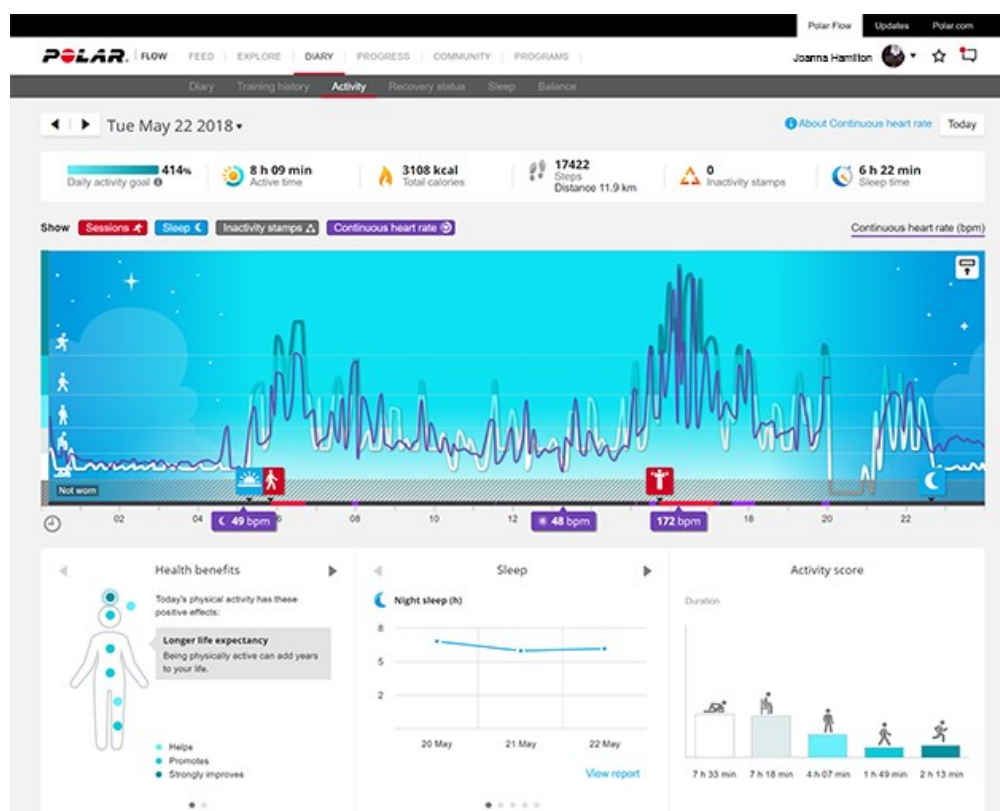 Polar Flow Updates Polar.com
POLAR. FLOW FEED EXPLORE DIARY PROGRESS COMMUNITY PROGRAMS Joanna Hamilton
Diary Training history Activity Recovery status Sleep Balance
Tue May 22 2018 About Continuous heart rate Today
414% 8 h 09 min 3108 kcal 17422 0 6 h 22 min
Daily activity goal Active time Total calories Steps Inactivity stamps Sleep time
Distance 11.9 km
Show Sessions Sleep Inactivity stamps Continuous heart rate Continuous heart rate (bpm)
Not worn
02 04 6 08 10 12 16 18 20 22
49 bpm 48 bpm 172 bpm
Health benefits Sleep Activity score
Today's physical activity has these
positive effects:
Longer life expectancy
Being physically active can add years
to your life.
Helps
Promotes
Strongly improves
Night sleep (h)
8
5
2
20 May 21 May 22 May
View report
Duration
7 h 33 min 7 h 18 min 4 h 07 min 1 h 49 min 2 h 13 min